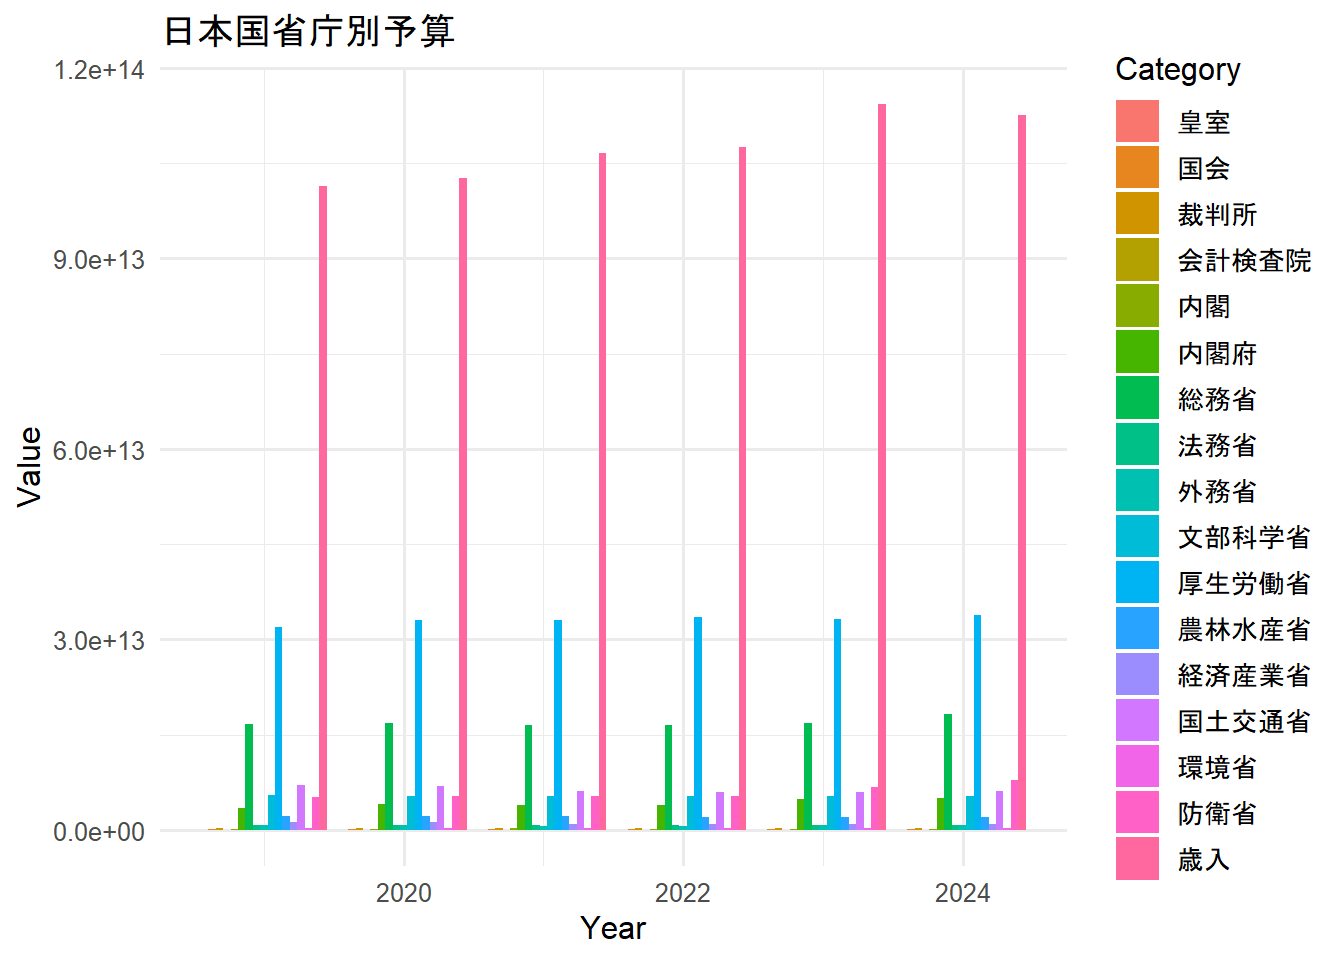 日本国省庁別予算
1.2e+14
9.0e+13
6.0e+13
3.0e+13
0.0e+00
Value
2020
2022
2024
Year
Category
皇室
国会
裁判所
会計検査院
内閣
内閣府
総務省
法務省
外務省
文部科学省
厚生労働省
農林水産省
経済産業省
国土交通省
環境省
防衛省
歳入